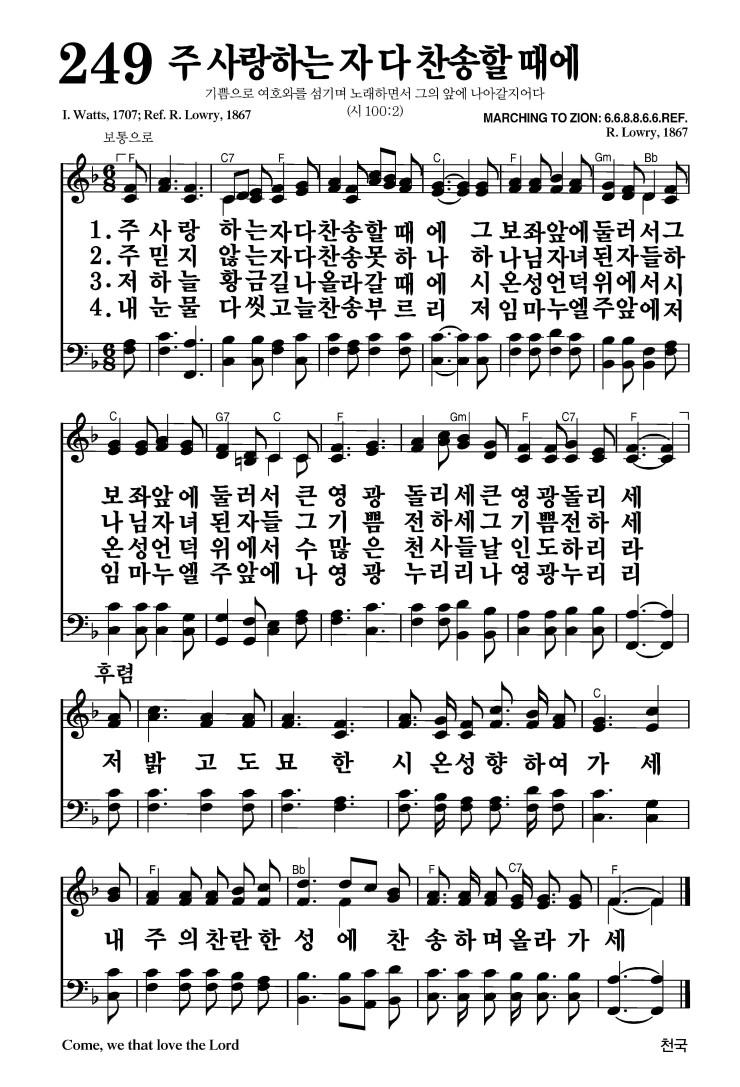 249 주 사랑하는 자 다 찬송할 때에
기쁨으로 여호와를 섬기며 노래하면서 그의 앞에 나아갈지어다
(시 100:2)
I. Watts, 1707; Ref. R. Lowry, 1867
MARCHING TO ZION: 6.6.8.8.6.6.REF.
R. Lowry, 1867
보통으로
F C7 F C F Gm Bb
6 8
1. 주 사 랑 하 는 자 다 찬 송 할 때 에 그 보 좌 앞 에 둘 러 서 그
2. 주 믿 지 않 는 자 다 찬 송 못 하 나 하 나 님 자 녀 된 자 들 하
3. 저 하 늘 황 금 길 나 올 라 갈 때 에 시 온 성 언 덕 위 에 서 시
4. 내 눈 물 다 씻 고 늘 찬 송 부 르 리 저 임 마 누 엘 주 앞 에 저
6 8
C G7 C F Gm F C7 F
보 좌 앞 에 둘 러 서 큰 영 광 돌 리 세 큰 영 광 돌 리 세
나 님 자 녀 된 자 들 그 기 쁨 전 하 세 그 기 쁨 전 하 세
온 성 언 덕 위 에 서 수 많 은 천 사 들 날 인 도 하 리 라
임 마 누 엘 주 앞 에 나 영 광 누 리 리 나 영 광 누 리 리
후렴
C
저 밝 고 도 묘 한 시 온 성 향 하 여 가 세
F Bb F C7 F
내 주 의 찬 란 한 성 에 찬 송 하 며 올 라 가 세
Come, we that love the Lord
천국